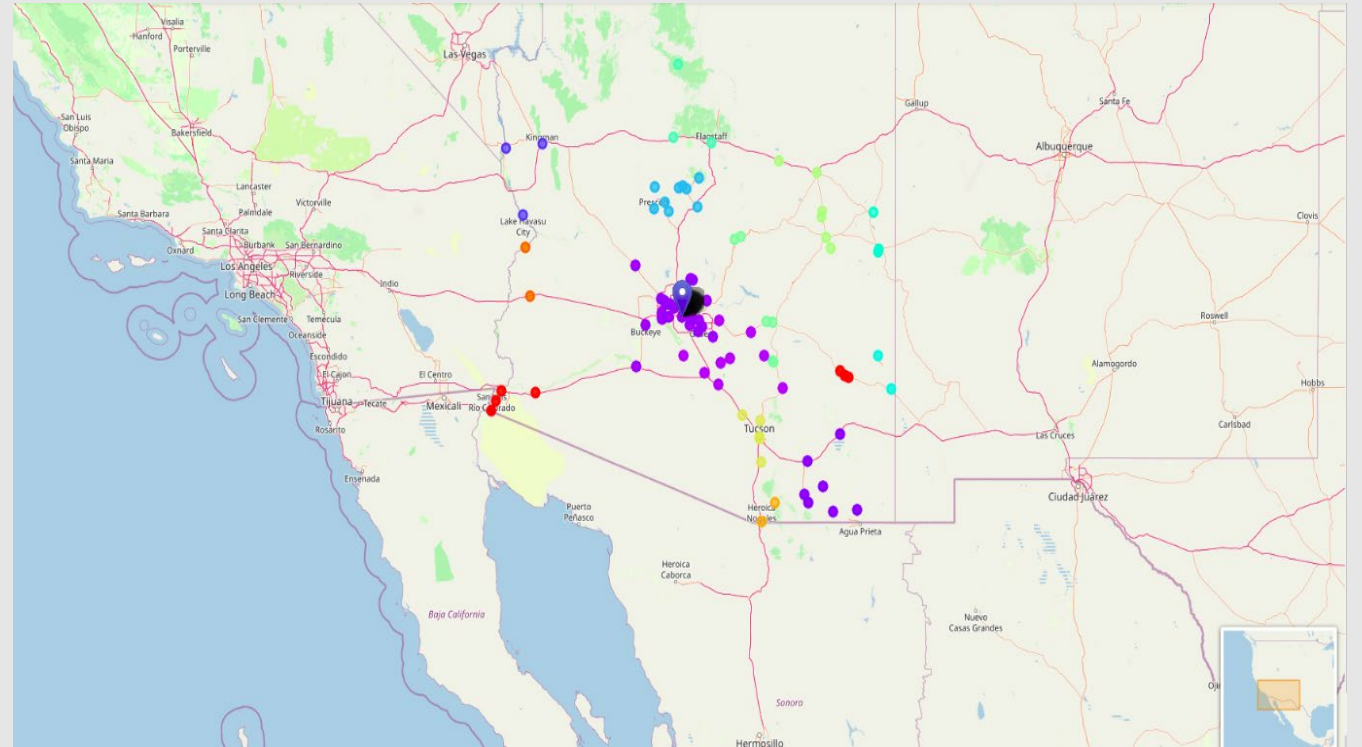 Visalia
Hanford
Porterville
Las Vegas
San Luis
Obispo
Bakersfield
Kingman
Flagstaff
Gallup
Santa Fe
Albuquerque
Santa Maria
Lancaster
Palmdale
Victorville
Santa Barbara
Santa Clarita
Lake Havasu
City
Clovis
Oxnard
Burbank
San Bernardino
Los Angeles
Riverside
Long Beach
Indio
San Clemente
Temecula
Oceanside
Buckeye
Roswell
Escondido
El Cajon
El Centro
Alamogordo
Hobbs
Tijuana
Tecate
Mexicali
Rosarito
Tucson
Las Cruces
Carlsbad
Ensenada
Ciudad Juárez
Puerto
Peñasco
Heroica
Agua Prieta
Heroica
Caborca
Baja California
Nuevo
Casas Grandes
Sonora
Hermosillo